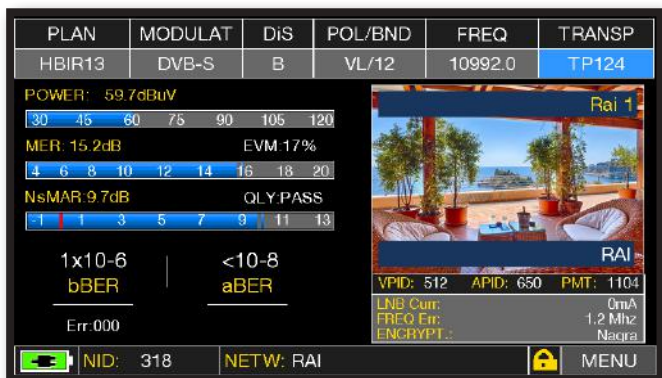 PLAN MODULAT DiS POL/BND FREQ TRANSP
HBIR13 DVB-S B VL/12 10992.0 TP124
POWER: 59.7dBuV
30 45 60 75 90 105 120
MER: 15.2dB EVM:17%
4 6 8 10 12 14 16 18 20
NsMAR:9.7dB QLY:PASS
-1 1 3 5 7 9 11 13
1x10-6 <10-8
bBER aBER
Err:000
Rai 1
RAI
VPID: 512 APID: 650 PMT: 1104
LNB Curr: 0mA
FREQ Err: 1.2 Mhz
ENCRYPT.: Nagra
NID: 318 NETW: RAI MENU